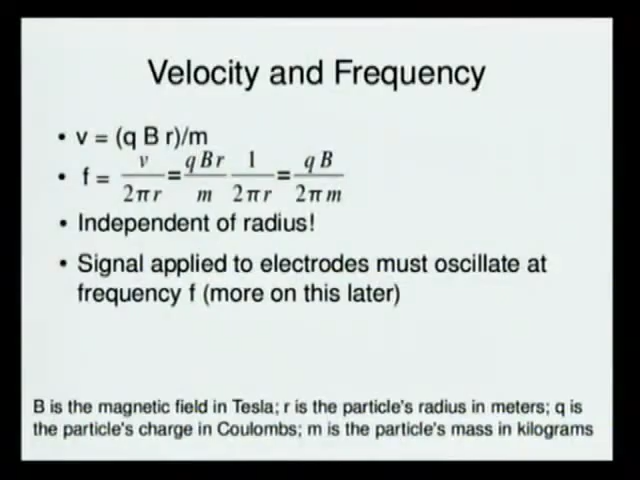 Velocity and Frequency
• v = (q B r)/m
• f = v/(2πr) = (qBr/m) (1/(2πr)) = qB/(2πm)
• Independent of radius!
• Signal applied to electrodes must oscillate at
frequency f (more on this later)
B is the magnetic field in Tesla; r is the particle's radius in meters; q is
the particle's charge in Coulombs; m is the particle's mass in kilograms